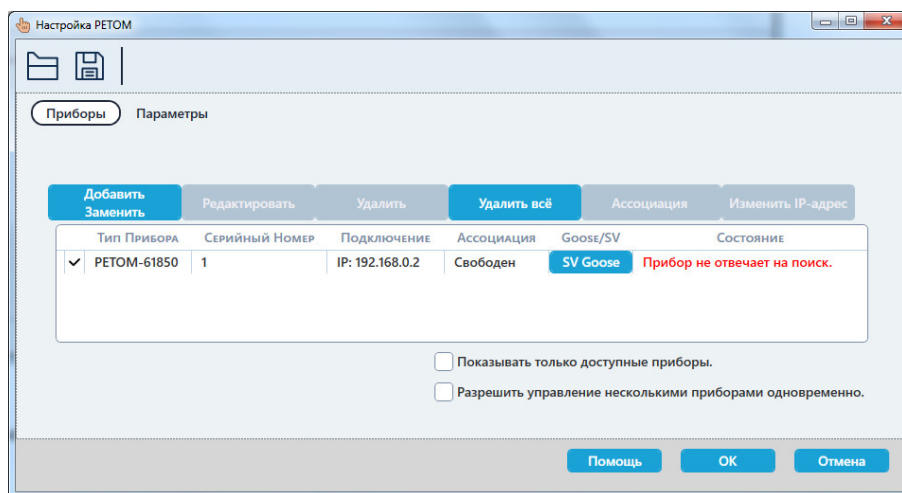 Настройка РЕТОМ
Приборы Параметры
Добавить
Заменить
Редактировать
Удалить
Удалить всё
Ассоциация
Изменить IP-адрес
Тип Прибора Серийный Номер Подключение Ассоциация Goose/SV Состояние
РЕТОМ-61850 1 IP: 192.168.0.2 Свободен SV Goose Прибор не отвечает на поиск.
Показывать только доступные приборы.
Разрешить управление несколькими приборами одновременно.
Помощь OK Отмена